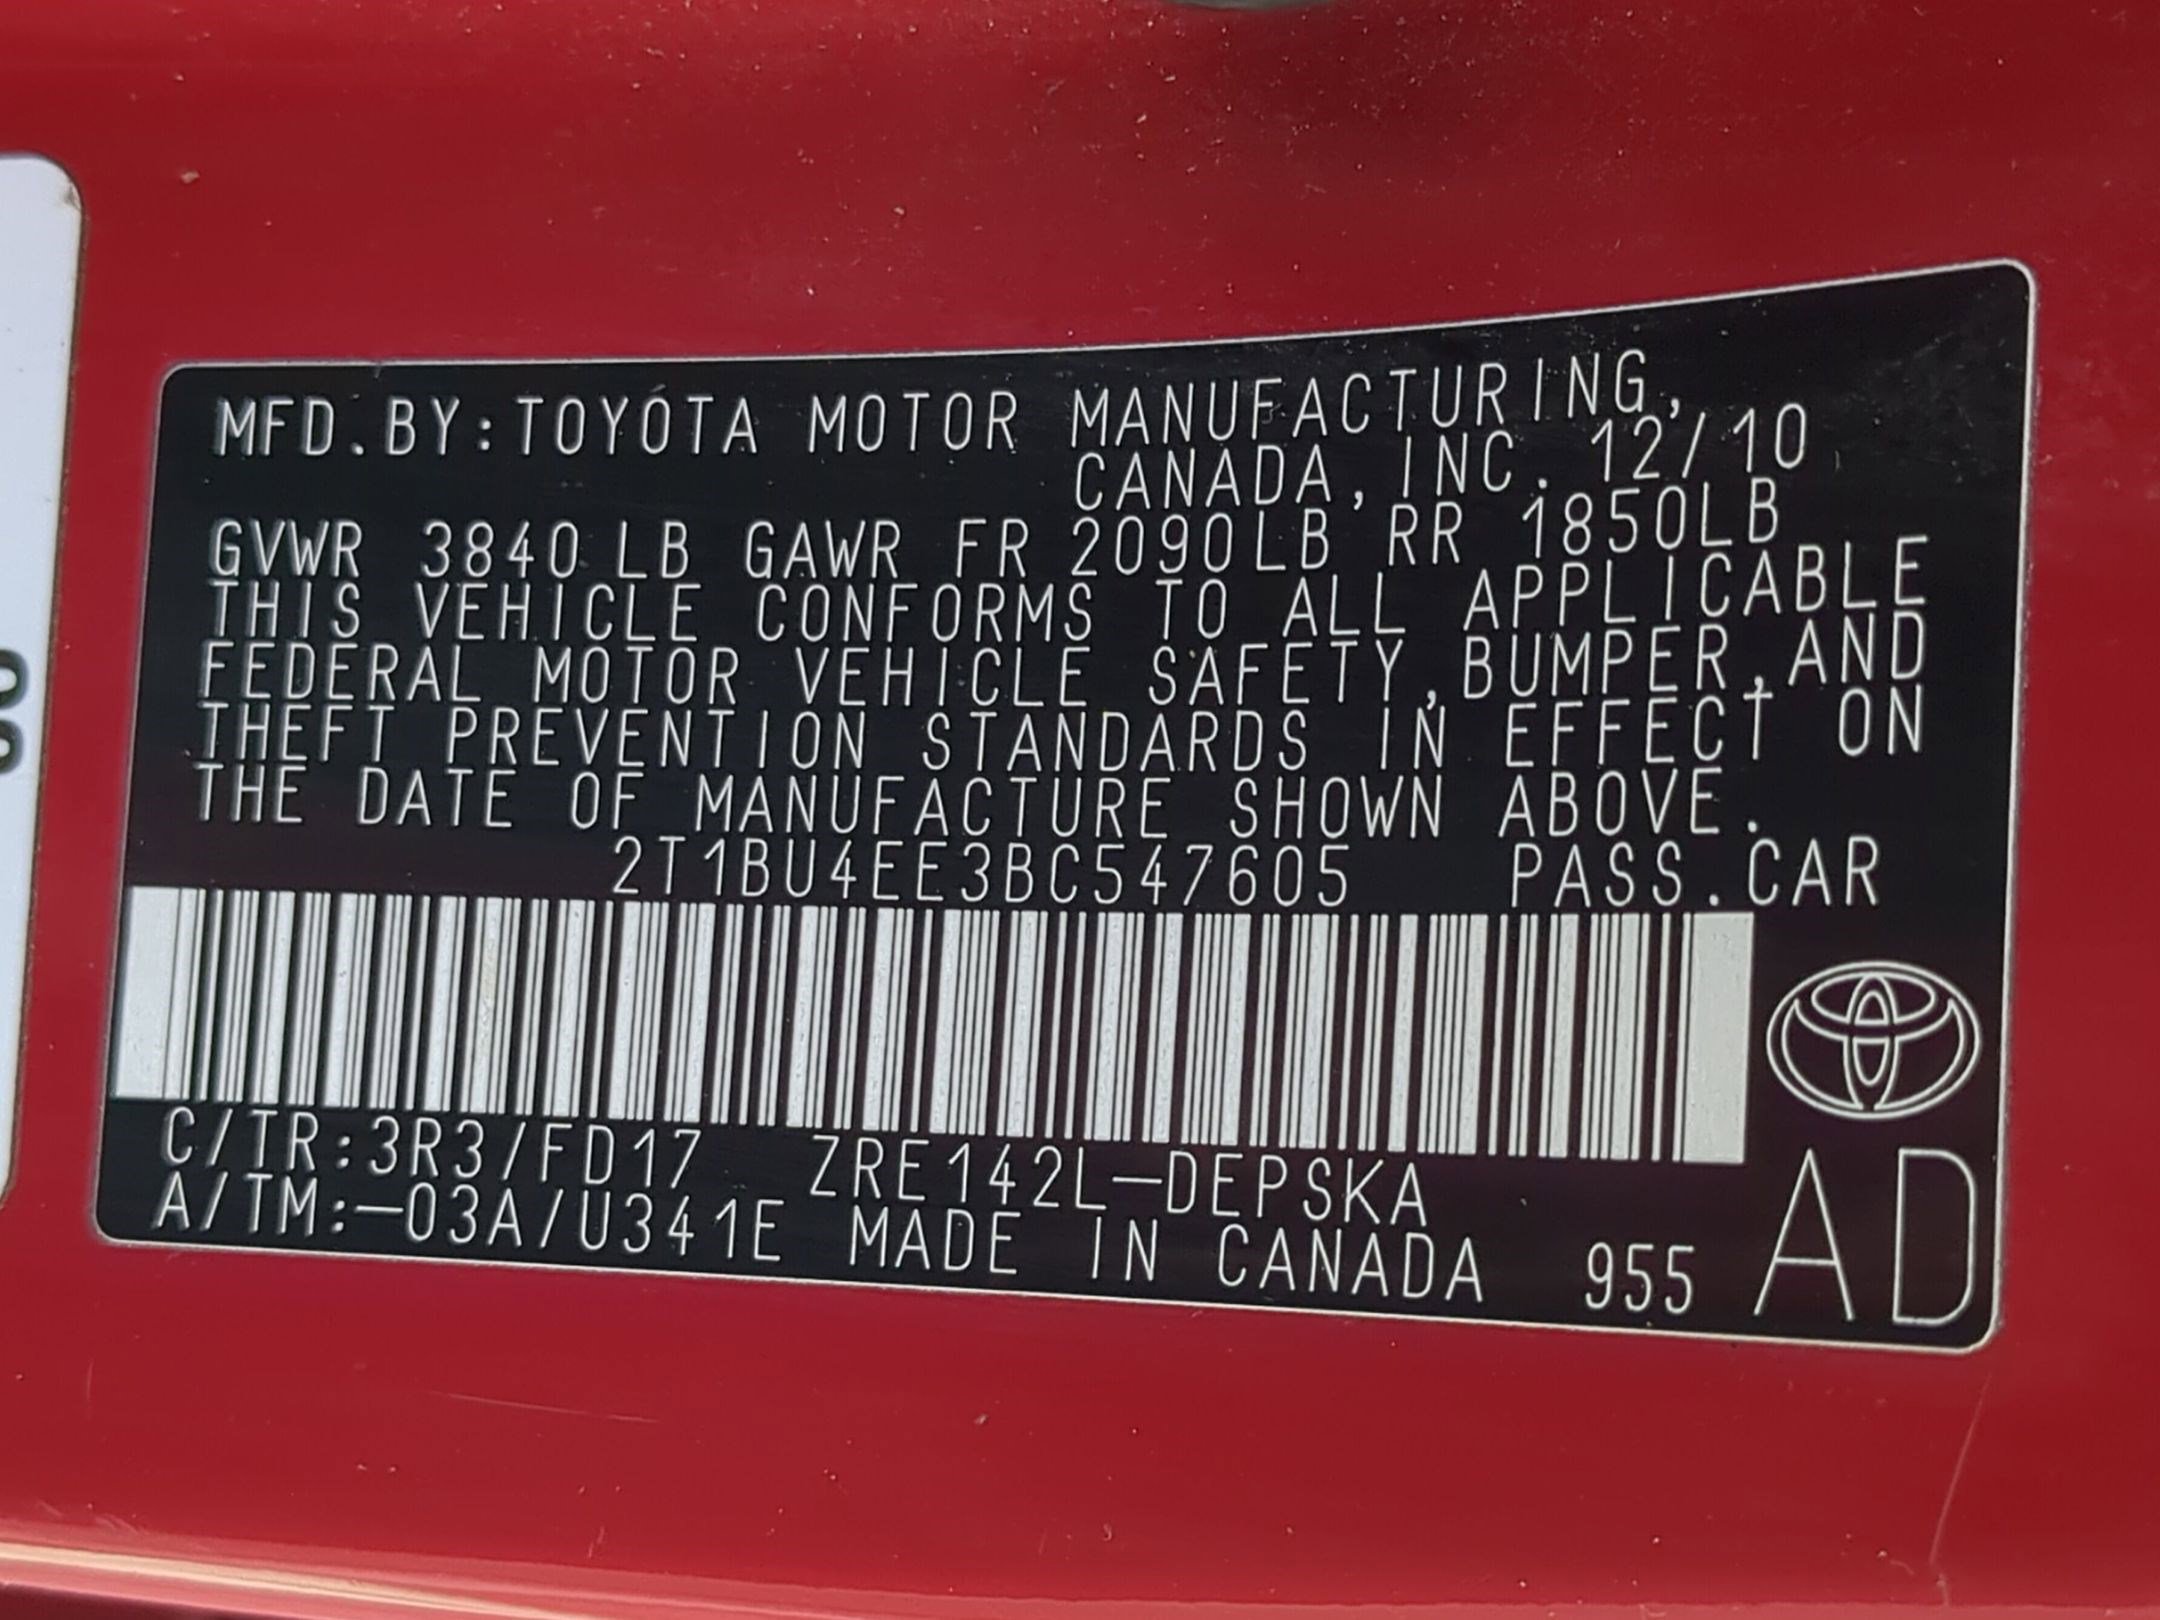 MFD.BY:TOYOTA MOTOR MANUFACTURING,
CANADA,INC. 12/10
GVWR 3840LB GAWR FR 2090LB RR 1850LB
THIS VEHICLE CONFORMS TO ALL APPLICABLE
FEDERAL MOTOR VEHICLE SAFETY,BUMPER,AND
THEFT PREVENTION STANDARDS IN EFFECT ON
THE DATE OF MANUFACTURE SHOWN ABOVE.
2T1BU4EE3BC547605 PASS.CAR
C/TR:3R3/FD17 ZRE142L-DEPSKA
A/TM:-03A/U341E MADE IN CANADA 955 AD